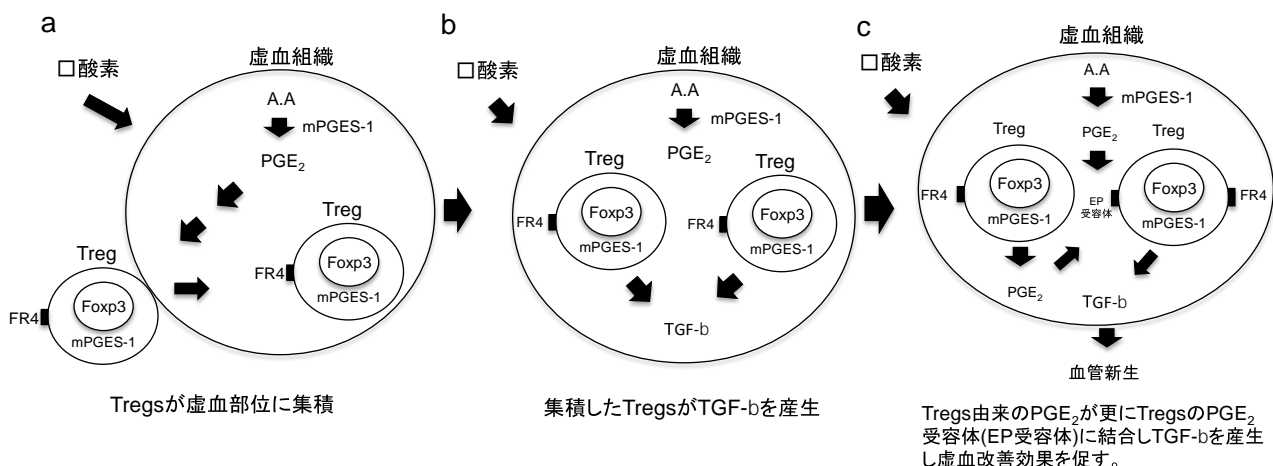 a
虚血組織
□酸素
A.A
mPGES-1
PGE2
Treg
Foxp3
FR4
mPGES-1
Treg
Foxp3
FR4
mPGES-1
Tregsが虚血部位に集積
b
虚血組織
□酸素
A.A
mPGES-1
PGE2
Treg
Foxp3
FR4
mPGES-1
Treg
Foxp3
FR4
mPGES-1
TGF-b
集積したTregsがTGF-bを産生
c
虚血組織
□酸素
A.A
mPGES-1
PGE2
Treg
Foxp3
FR4
mPGES-1
Treg
EP
受容体
Foxp3
FR4
mPGES-1
PGE2
TGF-b
血管新生
Tregs由来のPGE2が更にTregsのPGE2
受容体(EP受容体)に結合しTGF-bを産生
し虚血改善効果を促す。